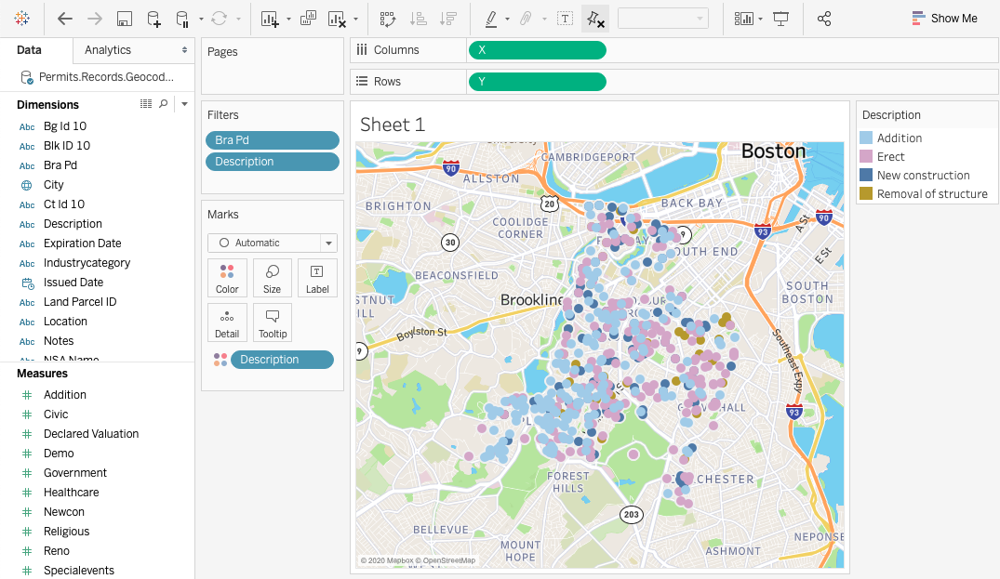 Show Me
Data
Analytics
Permits.Records.Geocod...
Dimensions
Abc Bg Id 10
Abc Blk ID 10
Abc Bra Pd
City
Abc Ct Id 10
Abc Description
Abc Expiration Date
Abc Industrycategory
Issued Date
Abc Land Parcel ID
Abc Location
Abc Notes
Abc NSA Name
Measures
# Addition
# Civic
# Declared Valuation
# Demo
# Government
# Healthcare
# Newcon
# Religious
# Reno
# Specialevents
Pages
Filters
Bra Pd
Description
Marks
Automatic
Color
Size
Label
Detail
Tooltip
Description
Columns
X
Rows
Y
Sheet 1
Boston
CAMBRIDGEPORT
90
ALLSTON
BRIGHTON
20
BACK BAY
COOLIDGE
CORNER
93
A St
90
30
9
OUTH END
E St
BEACONSFIELD
SOUTH
BOSTON
STNUT
ILL
Brookline
Boylston St
9
Southeast Expy
93
HALL
FOREST
HILLS
CHESTER
203
BELLEVUE
MOUNT
HOPE
NEPONSE
ASHMONT
© 2020 Mapbox © OpenStreetMap
Description
Addition
Erect
New construction
Removal of structure